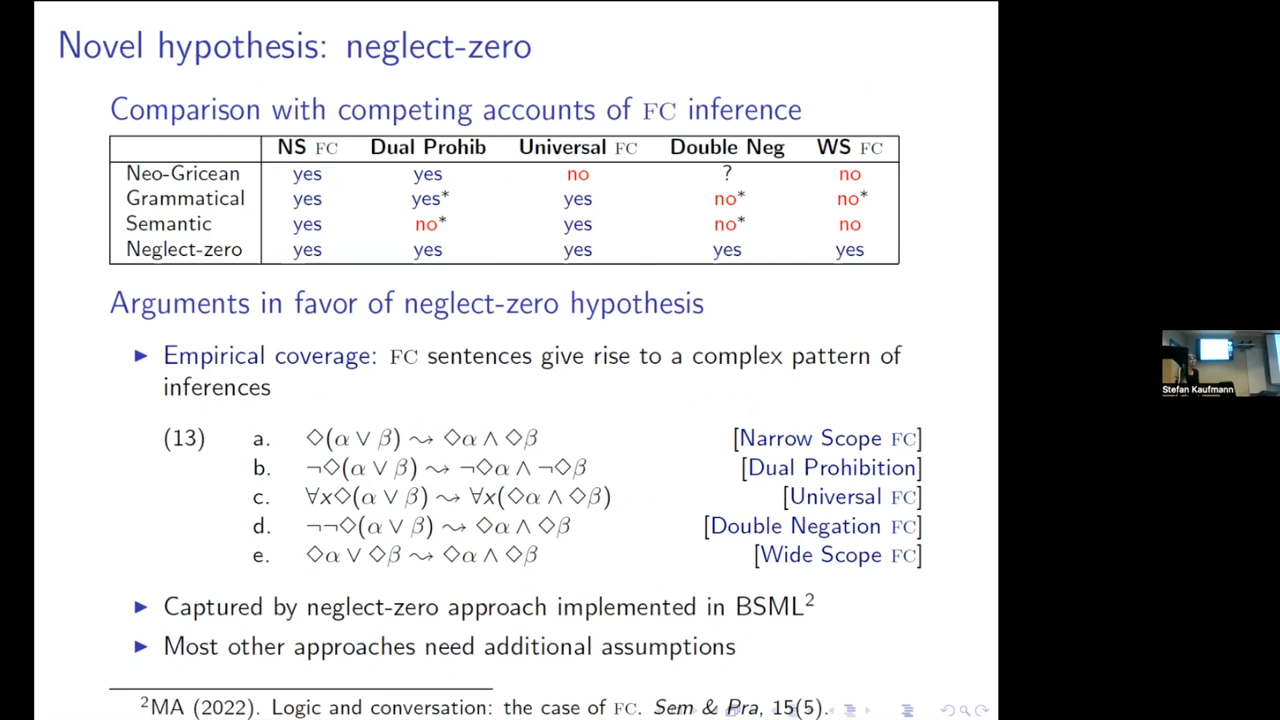 Novel hypothesis: neglect-zero
Comparison with competing accounts of FC inference
NS FC Dual Prohib Universal FC Double Neg WS FC
Neo-Gricean yes yes no ? no
Grammatical yes yes* yes no* no*
Semantic yes no* yes no* no
Neglect-zero yes yes yes yes yes
Arguments in favor of neglect-zero hypothesis
▶ Empirical coverage: FC sentences give rise to a complex pattern of
inferences
(13) a. ◇(α ∨ β) ⤳ ◇α ∧ ◇β [Narrow Scope FC]
b. ¬◇(α ∨ β) ⤳ ¬◇α ∧ ¬◇β [Dual Prohibition]
c. ∀x◇(α ∨ β) ⤳ ∀x(◇α ∧ ◇β) [Universal FC]
d. ¬¬◇(α ∨ β) ⤳ ◇α ∧ ◇β [Double Negation FC]
e. ◇α ∨ ◇β ⤳ ◇α ∧ ◇β [Wide Scope FC]
▶ Captured by neglect-zero approach implemented in BSML²
▶ Most other approaches need additional assumptions
²MA (2022). Logic and conversation: the case of FC. Sem & Pra, 15(5).
Stefan Kaufmann